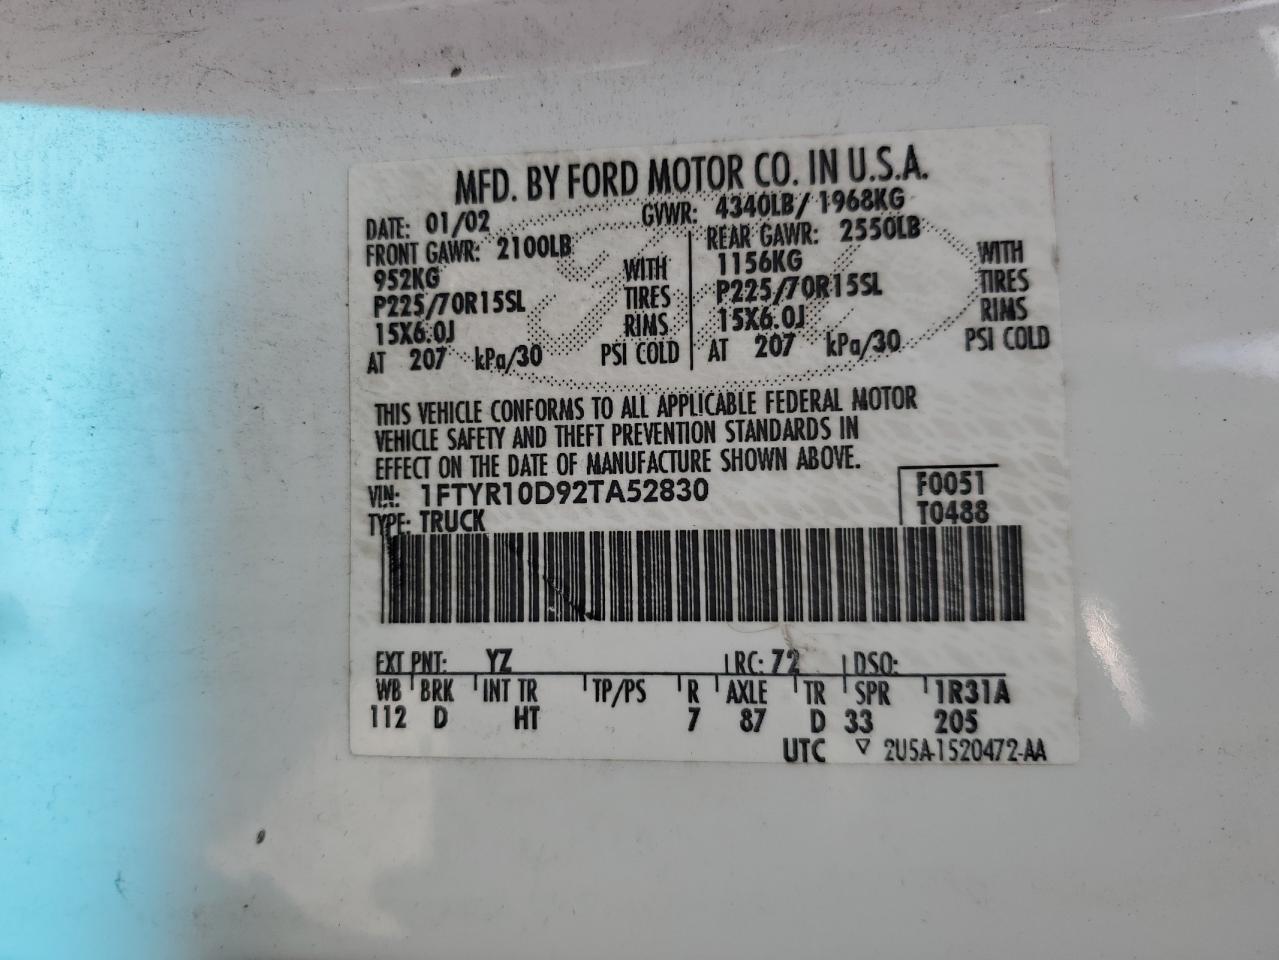 MFD. BY FORD MOTOR CO. IN U.S.A.
DATE: 01/02 GVWR: 4340LB/ 1968KG
FRONT GAWR: 2100LB REAR GAWR: 2550LB
952KG WITH 1156KG WITH
P225/70R15SL TIRES P225/70R15SL TIRES
15X6.0J RIMS 15X6.0J RIMS
AT 207 kPa/30 PSI COLD AT 207 kPa/30 PSI COLD
THIS VEHICLE CONFORMS TO ALL APPLICABLE FEDERAL MOTOR
VEHICLE SAFETY AND THEFT PREVENTION STANDARDS IN
EFFECT ON THE DATE OF MANUFACTURE SHOWN ABOVE.
VIN: 1FTYR10D92TA52830 F0051
TYPE: TRUCK T0488
EXT PNT: YZ RC: 72 DSO:
WB BRK INT TR TP/PS R AXLE TR SPR 1R31A
112 D HT 7 87 D 33 205
UTC ▽ 2U5A-1520472-AA